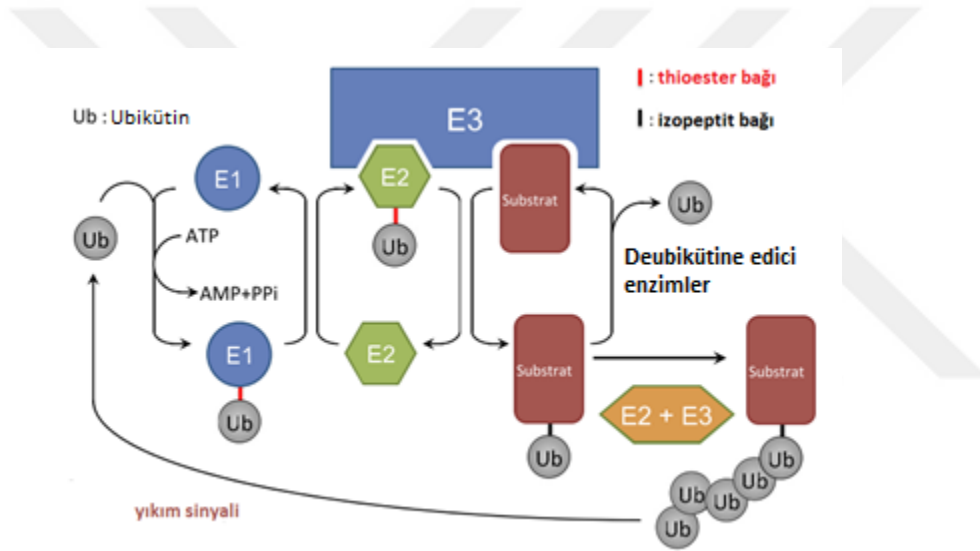 Ub : Ubikütin
: thioester bağı
: izopeptit bağı
E3
E1
E2
Substrat
Ub
Ub
Ub
ATP
AMP+PPi
Deubikütine edici
enzimler
E1
E2
Substrat
Substrat
E2 + E3
Ub
Ub
Ub
Ub
Ub
Ub
Ub
yıkım sinyali